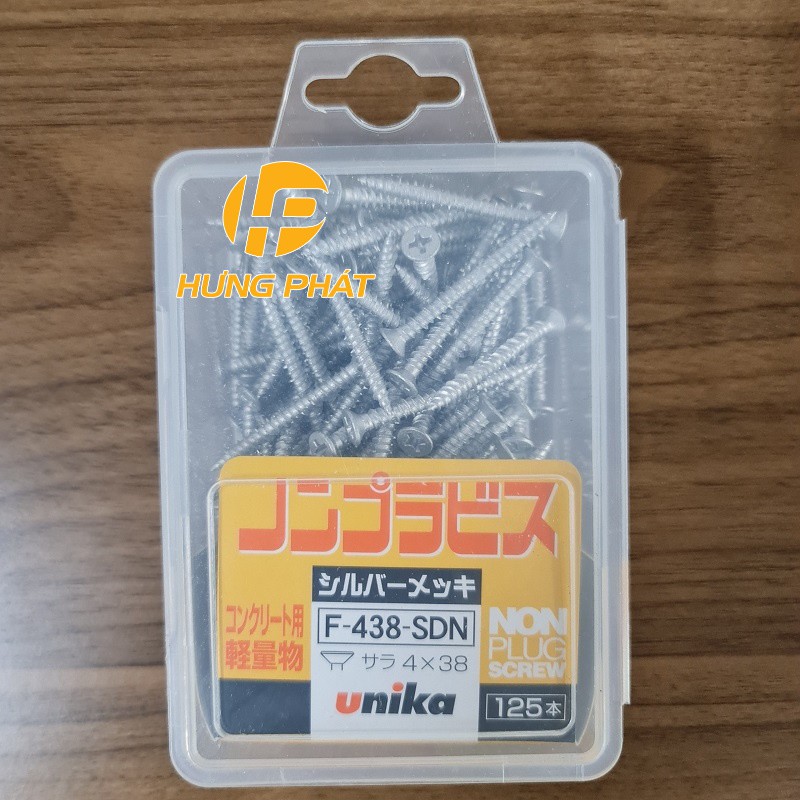 HƯNG PHÁT
ノンプラビス
シルバーメッキ
コンクリート用
軽量物
F-438-SDN
サラ 4×38
unika
NON
PLUG
SCREW
125本